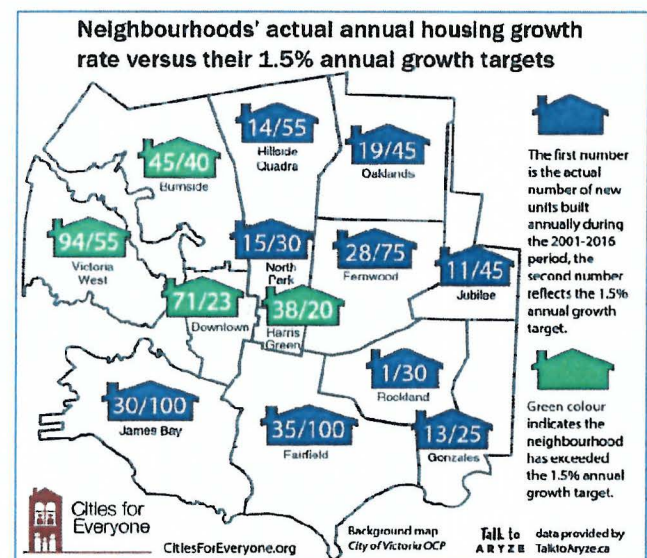 Neighbourhoods' actual annual housing growth
rate versus their 1.5% annual growth targets
14/55
Hillside
Quadra
19/45
Oaklands
45/40
Burnside
94/55
Victoria
West
15/30
North
Park
28/75
Fernwood
11/45
Jubilee
71/23
Downtown
38/20
Harris
Green
1/30
Rockland
30/100
James Bay
35/100
Fairfield
13/25
Gonzales
The first number
is the actual
number of new
units built
annually during
the 2001-2016
period, the
second number
reflects the 1.5%
annual growth
target.
Green colour
indicates the
neighbourhood
has exceeded
the 1.5% annual
growth target.
Cities for
Everyone
CitiesForEveryone.org
Background map
City of Victoria OCP
Talk to
ARYZE
data provided by
Talktoaryze.ca